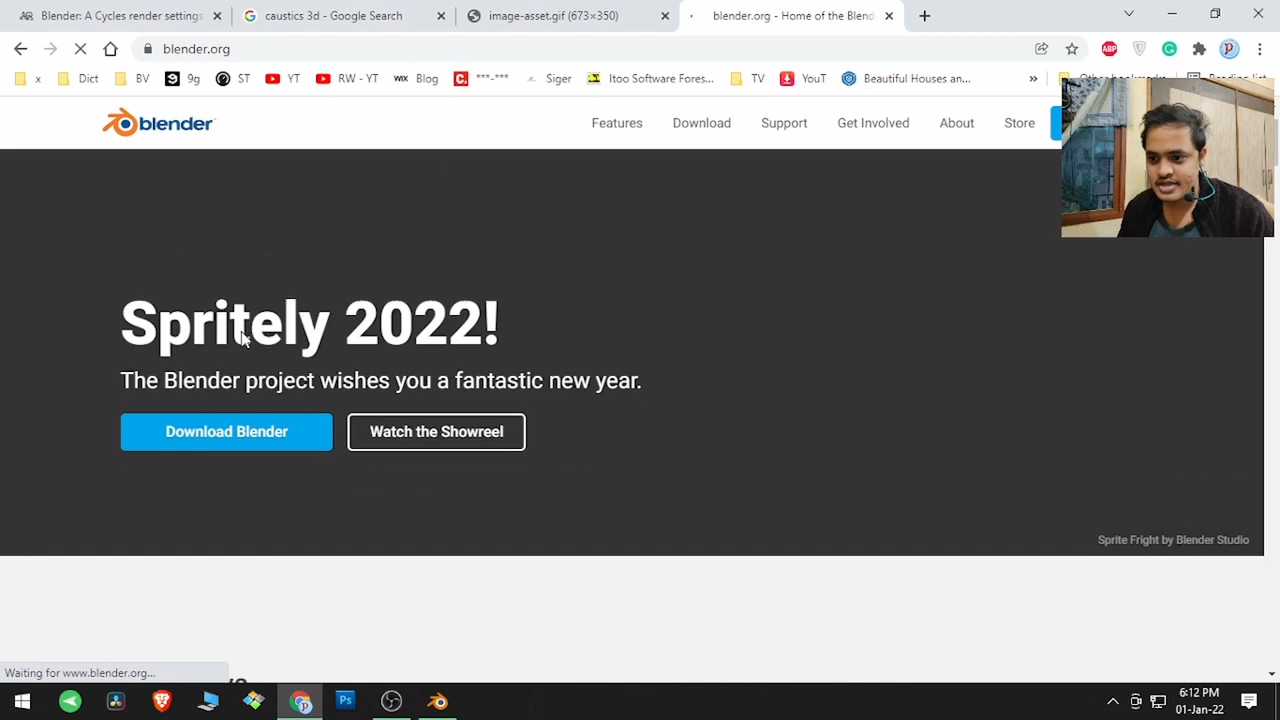 Blender: A Cycles render settings
caustics 3d - Google Search
image-asset.gif (673×350)
blender.org - Home of the Blend
blender.org
x
Dict
BV
9g
ST
YT
RW - YT
WIX Blog
***-***
Siger
Itoo Software Fores...
TV
YouT
Beautiful Houses an...
»
blender
Features
Download
Support
Get Involved
About
Store
Spritely 2022!
The Blender project wishes you a fantastic new year.
Download Blender
Watch the Showreel
Sprite Fright by Blender Studio
Waiting for www.blender.org...
6:12 PM
01-Jan-22